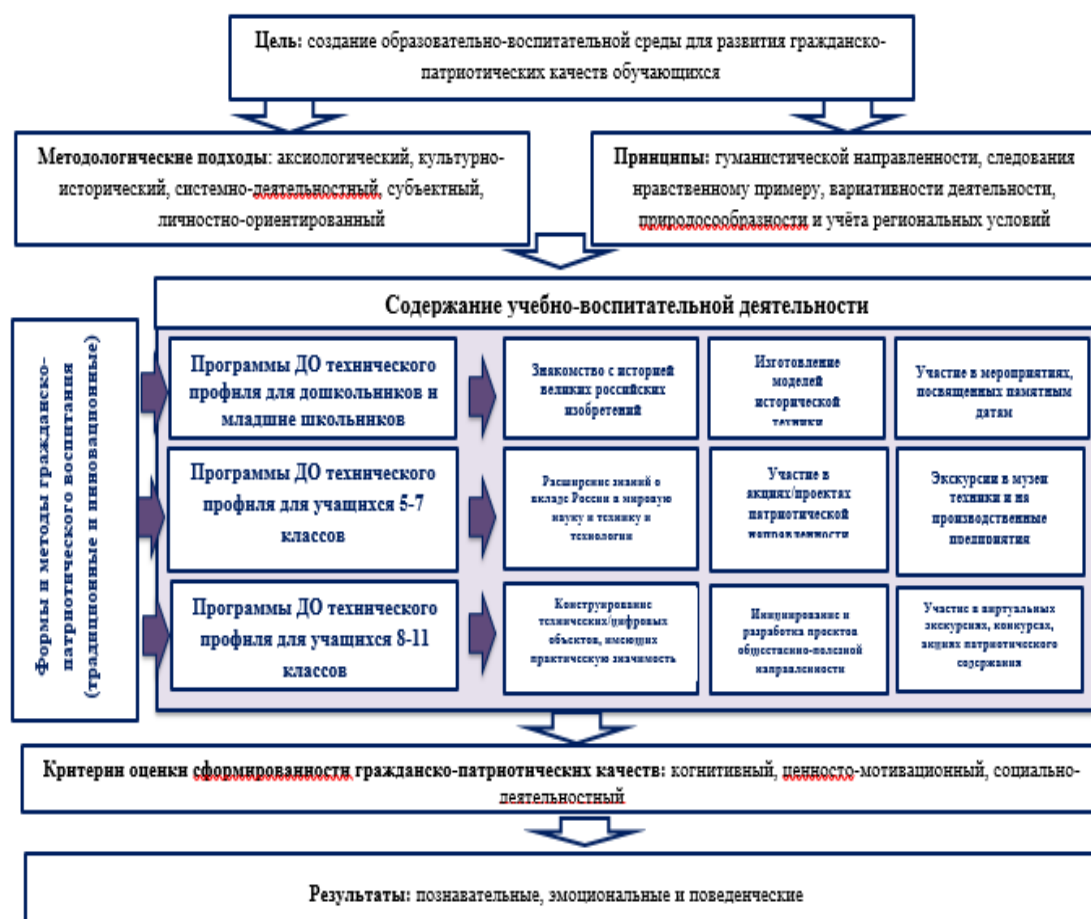 Цель: создание образовательно-воспитательной среды для развития гражданско-
патриотических качеств обучающихся
Методологические подходы: аксиологический, культурно-
исторический, системно-деятельностный, субъектный,
личностно-ориентированный
Принципы: гуманистической направленности, следования
нравственному примеру, вариативности деятельности,
природосообразности и учёта региональных условий
Содержание учебно-воспитательной деятельности
Формы и методы гражданско-
патриотического воспитания
(традиционные и инновационные)
Программы ДО технического
профиля для дошкольников и
младшие школьников
Знакомство с историей
великих российских
изобретений
Изготовление
моделей
исторической
техники
Участие в мероприятиях,
посвященных памятным
датам
Программы ДО технического
профиля для учащихся 5-7
классов
Расширение знаний о
вкладе России в мировую
науку и технику и
технологии
Участие в
акциях/проектах
патриотической
направленности
Экскурсии в музеи
техники и на
производственные
предпонятия
Программы ДО технического
профиля для учащихся 8-11
классов
Конструирование
технических/цифровых
объектов, имеющих
практическую значимость
Инициирование и
разработка проектов
общественно-полезной
направленности
Участие в виртуальных
экскурсиях, конкурсах,
акциях патриотического
содержания
Критерии оценки сформированности гражданско-патриотических качеств: когнитивный, ценносто-мотивационный, социально-
деятельностный
Результаты: познавательные, эмоциональные и поведенческие